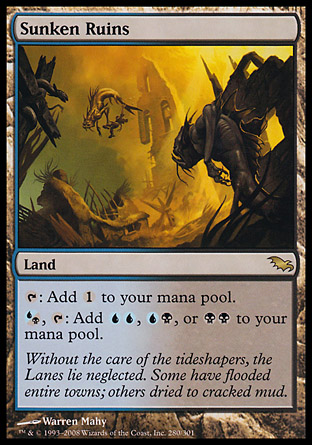 Sunken Ruins
Land
: Add 1 to your mana pool.
, : Add , , or to your
mana pool.
Without the care of the tideshapers, the
Lanes lie neglected. Some have flooded
entire towns; others dried to cracked mud.
Warren Mahy
™ & © 1993–2008 Wizards of the Coast, Inc. 280/301